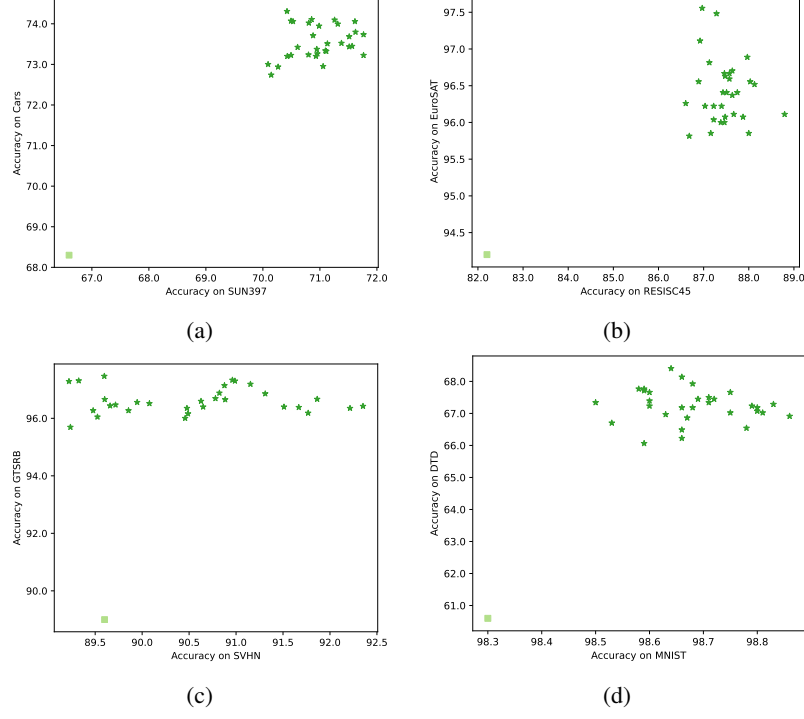 74.0
73.0
72.0
71.0
70.0
69.0
68.0
Accuracy on Cars
67.0 68.0 69.0 70.0 71.0 72.0
Accuracy on SUN397
(a)
97.5
97.0
96.5
96.0
95.5
95.0
94.5
Accuracy on EuroSAT
82.0 83.0 84.0 85.0 86.0 87.0 88.0 89.0
Accuracy on RESISC45
(b)
96.0
94.0
92.0
90.0
Accuracy on GTSRB
89.5 90.0 90.5 91.0 91.5 92.0 92.5
Accuracy on SVHN
(c)
68.0
67.0
66.0
65.0
64.0
63.0
62.0
61.0
Accuracy on DTD
98.3 98.4 98.5 98.6 98.7 98.8
Accuracy on MNIST
(d)